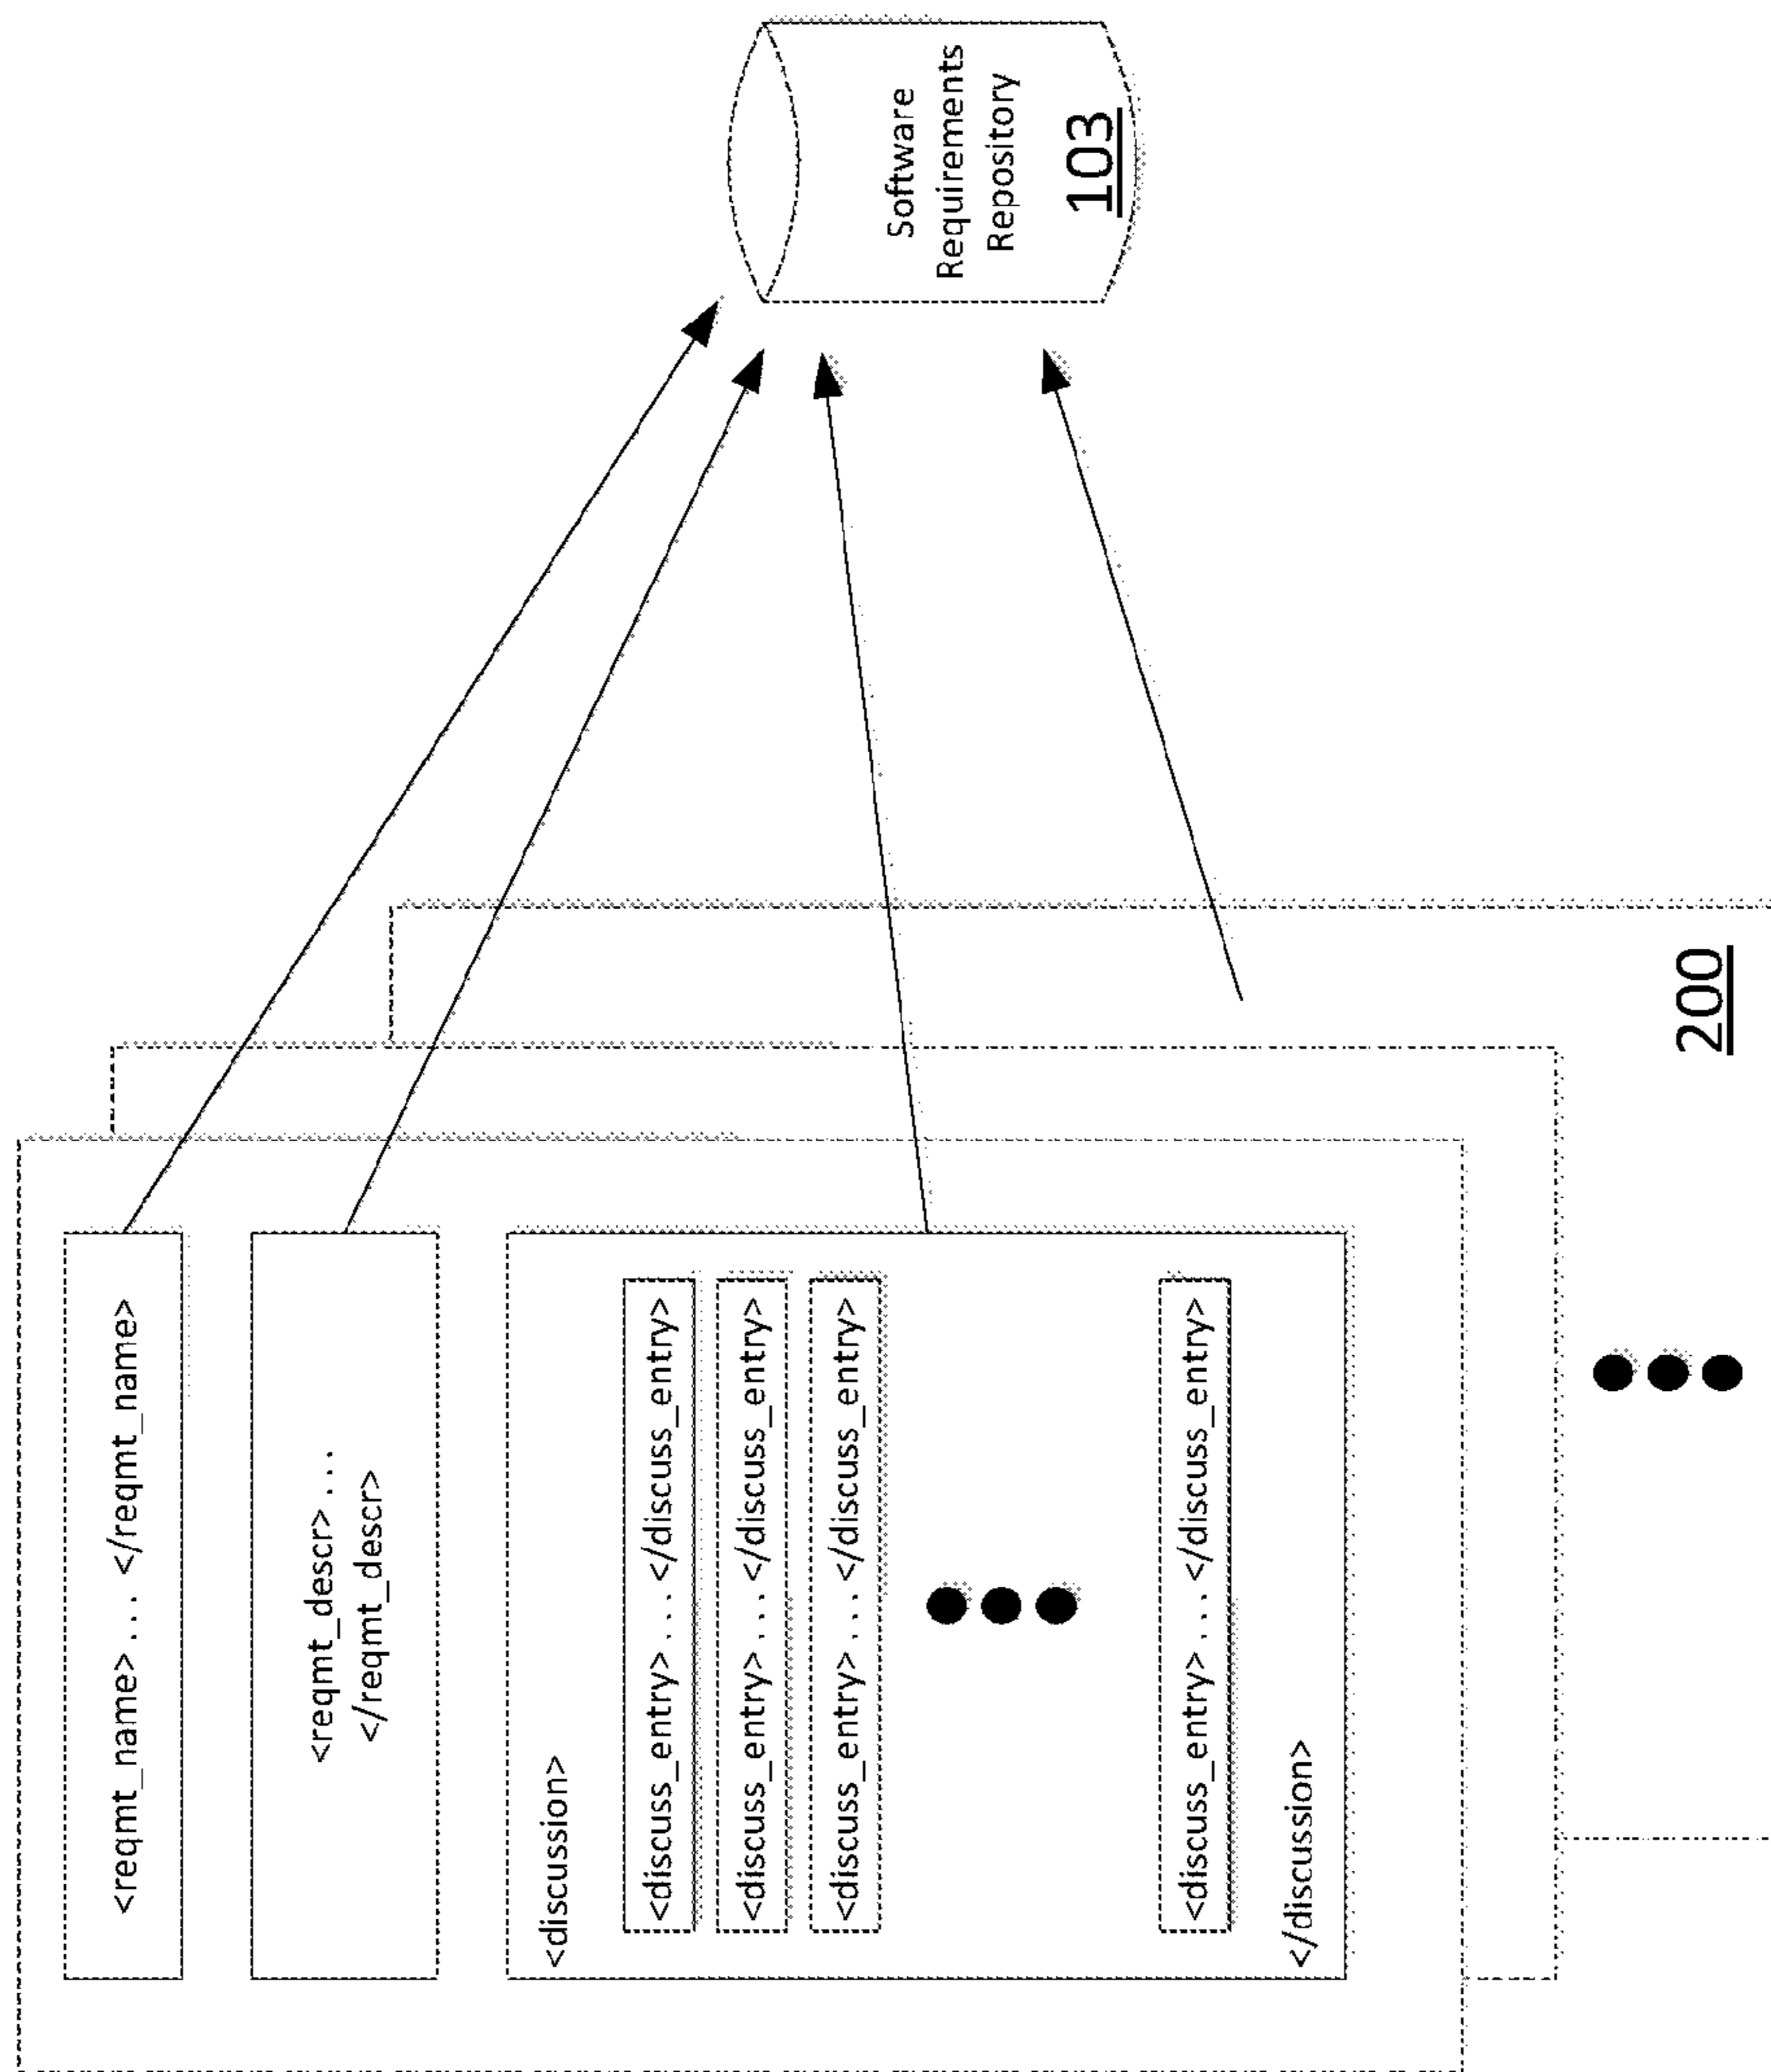 <reqmt_name>... </reqmt_name>
<reqmt_descr>...
</reqmt_descr>
<discussion>
<discuss_entry>... </discuss_entry>
<discuss_entry>... </discuss_entry>
<discuss_entry>... </discuss_entry>
<discuss_entry>... </discuss_entry>
</discussion>
200
Software
Requirements
Repository
103